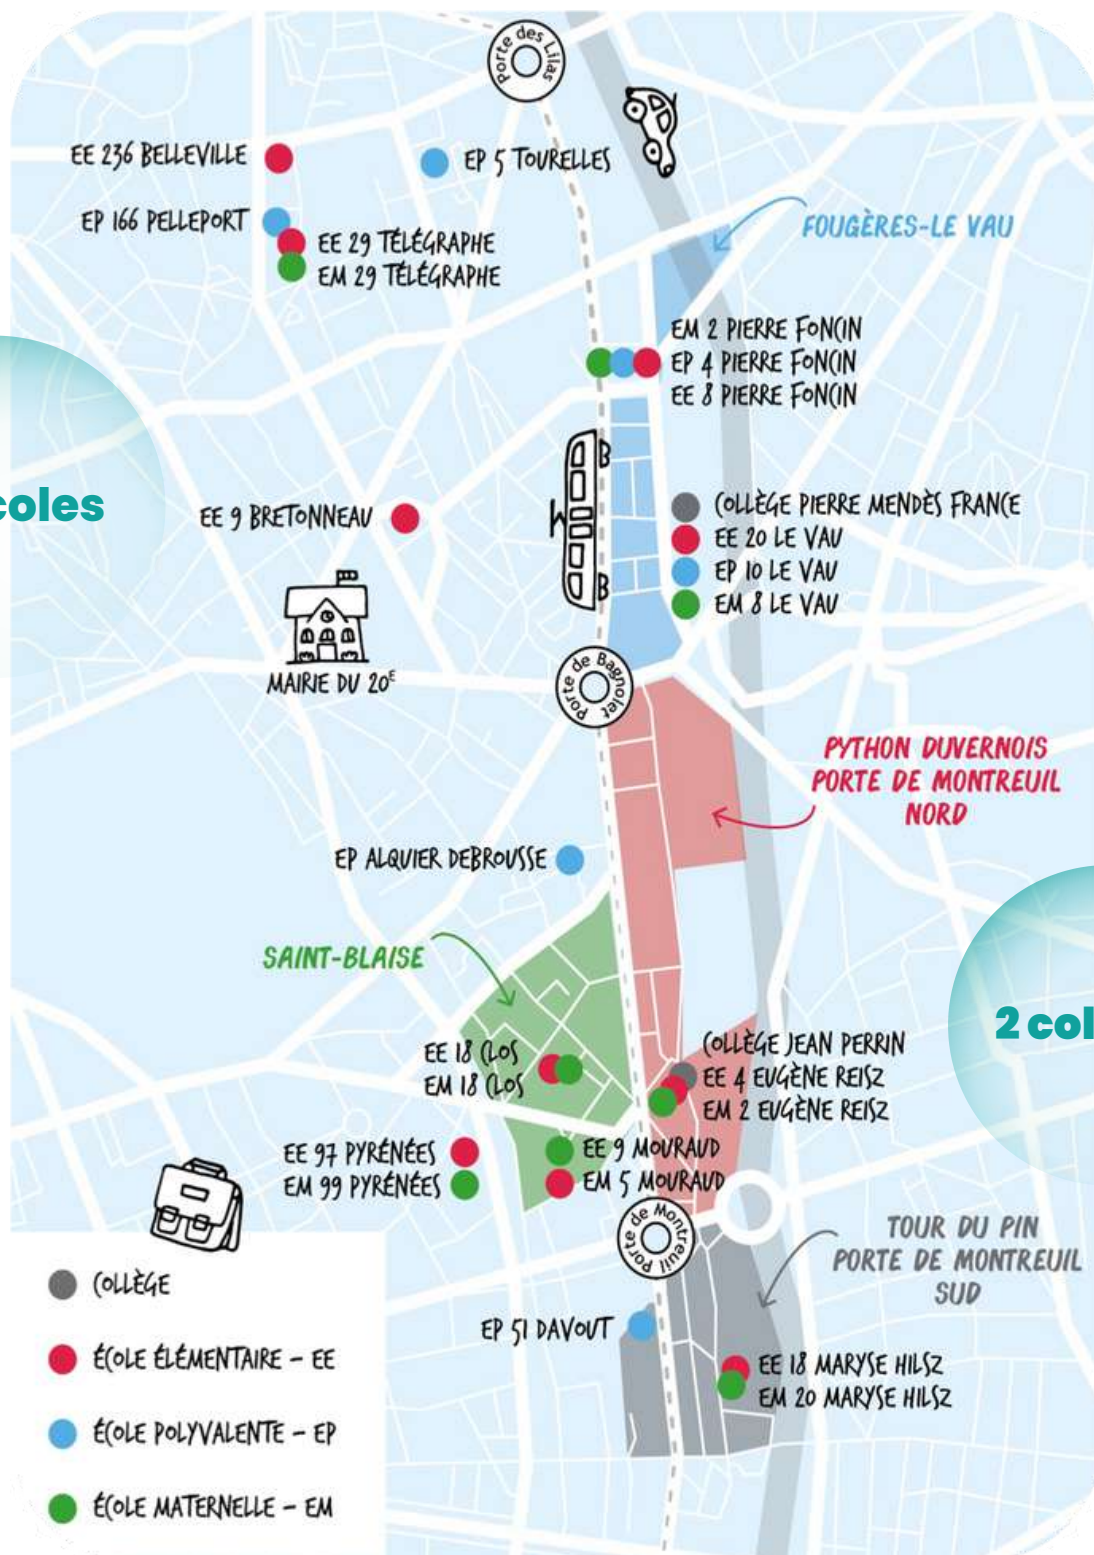 Porte des Lilas
EE 236 BELLEVILLE
EP 5 TOURELLES
EP 166 PELLEPORT
EE 29 TÉLÉGRAPHE
EM 29 TÉLÉGRAPHE
FOUGÈRES-LE VAU
EM 2 PIERRE FONCIN
EP 4 PIERRE FONCIN
EE 8 PIERRE FONCIN
coles
EE 9 BRETONNEAU
COLLÈGE PIERRE MENDÈS FRANCE
EE 20 LE VAU
EP 10 LE VAU
EM 8 LE VAU
MAIRIE DU 20E
Porte de Bagnolet
PYTHON DUVERNOIS
PORTE DE MONTREUIL
NORD
EP ALQUIER DEBROUSSE
SAINT-BLAISE
2 col
EE 18 CLOS
EM 18 CLOS
COLLÈGE JEAN PERRIN
EE 4 EUGÈNE REISZ
EM 2 EUGÈNE REISZ
EE 97 PYRÉNÉES
EM 99 PYRÉNÉES
EE 9 MOURAUD
EM 5 MOURAUD
Porte de Montreuil
TOUR DU PIN
PORTE DE MONTREUIL
SUD
EP 51 DAVOUT
EE 18 MARYSE HILSZ
EM 20 MARYSE HILSZ
COLLÈGE
ÉCOLE ÉLÉMENTAIRE – EE
ÉCOLE POLYVALENTE – EP
ÉCOLE MATERNELLE – EM